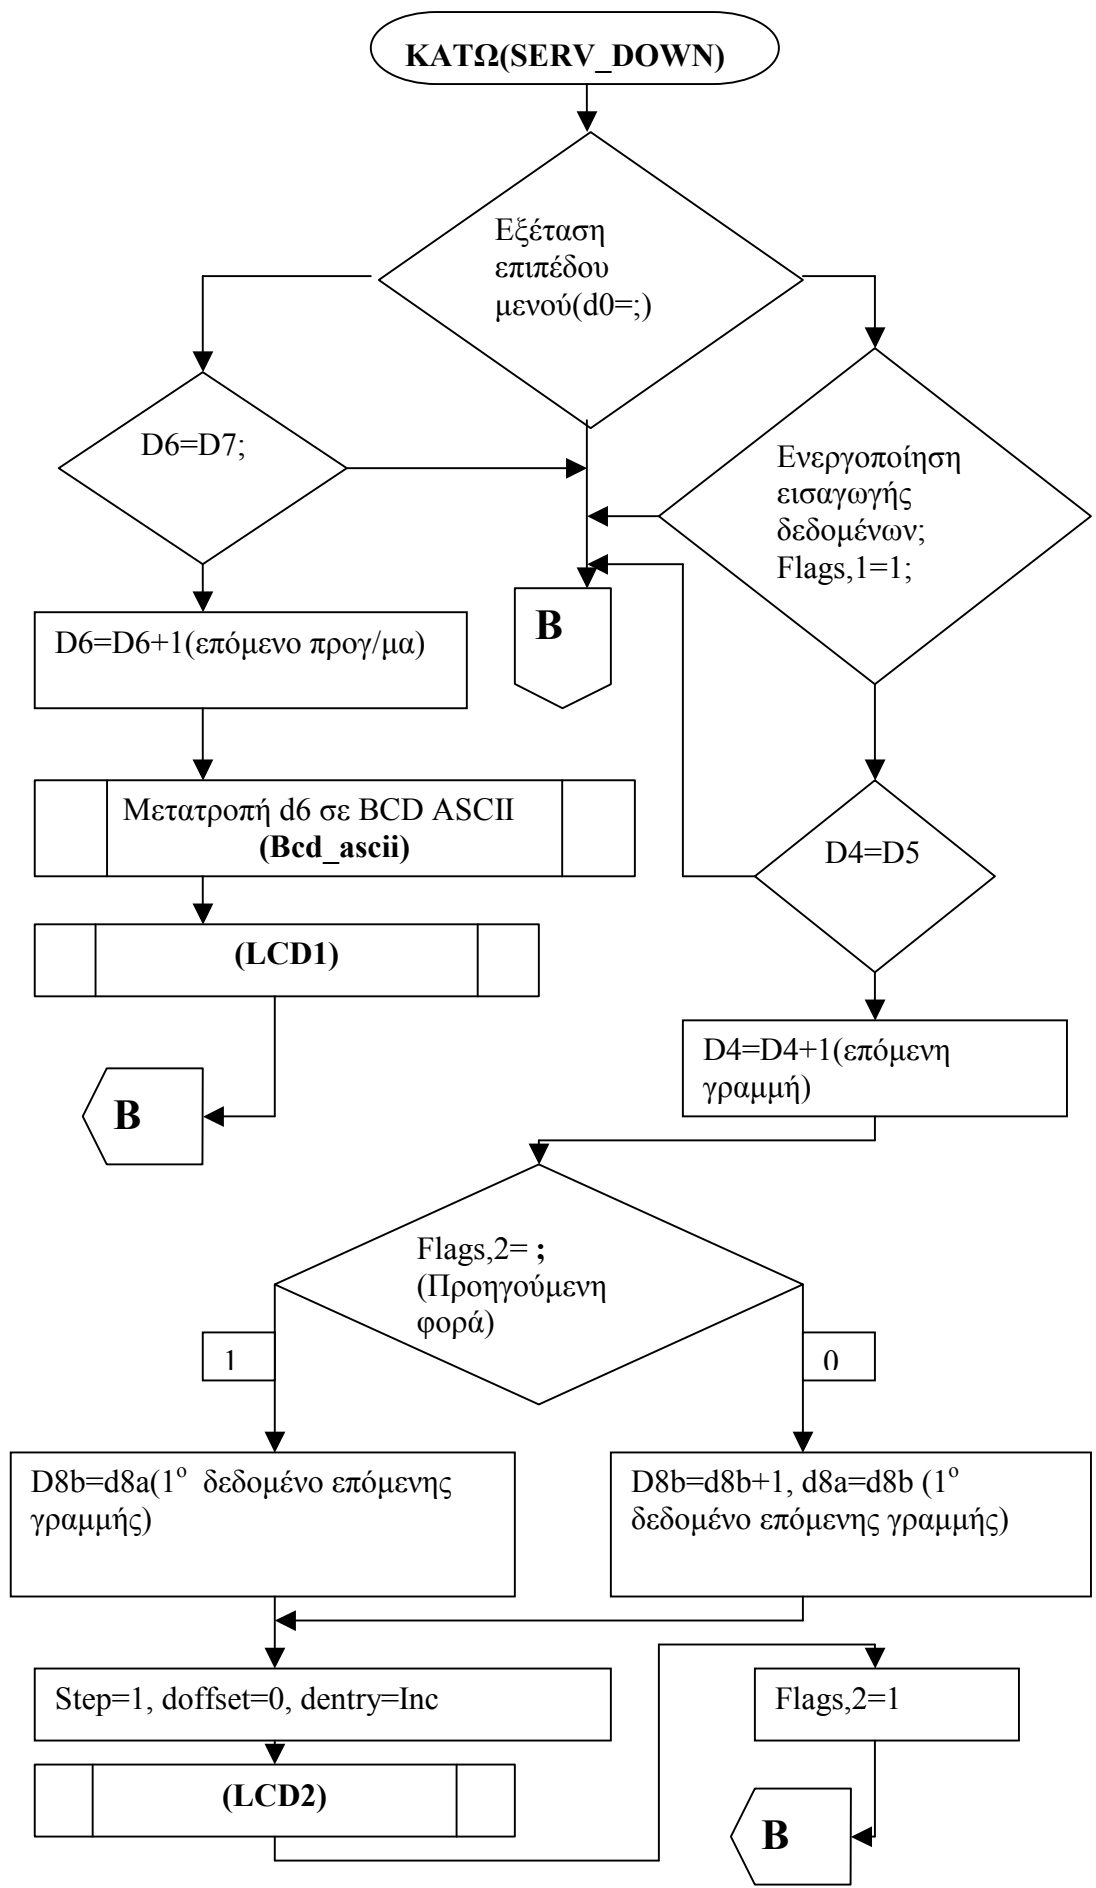 ΚΑΤΩ(SERV_DOWN)
Εξέταση
επιπέδου
μενού(d0=;)
D6=D7;
Ενεργοποίηση
εισαγωγής
δεδομένων;
Flags,1=1;
B
D6=D6+1(επόμενο προγ/μα)
Μετατροπή d6 σε BCD ASCII
(Bcd_ascii)
D4=D5
(LCD1)
D4=D4+1(επόμενη
γραμμή)
B
Flags,2= ;
(Προηγούμενη
φορά)
1
0
D8b=d8a(1º δεδομένο επόμενης
γραμμής)
D8b=d8b+1, d8a=d8b (1º
δεδομένο επόμενης γραμμής)
Step=1, doffset=0, dentry=Inc
Flags,2=1
(LCD2)
B